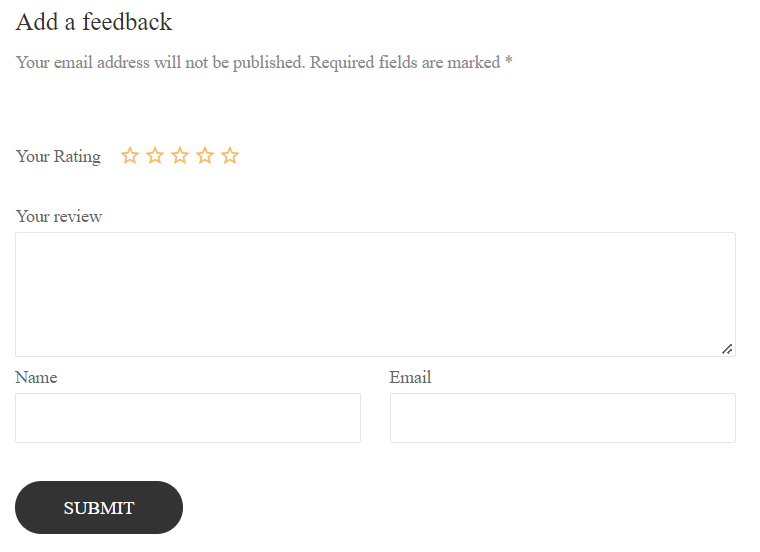 Add a feedback
Your email address will not be published. Required fields are marked *
Your Rating
Your review
Name Email
SUBMIT